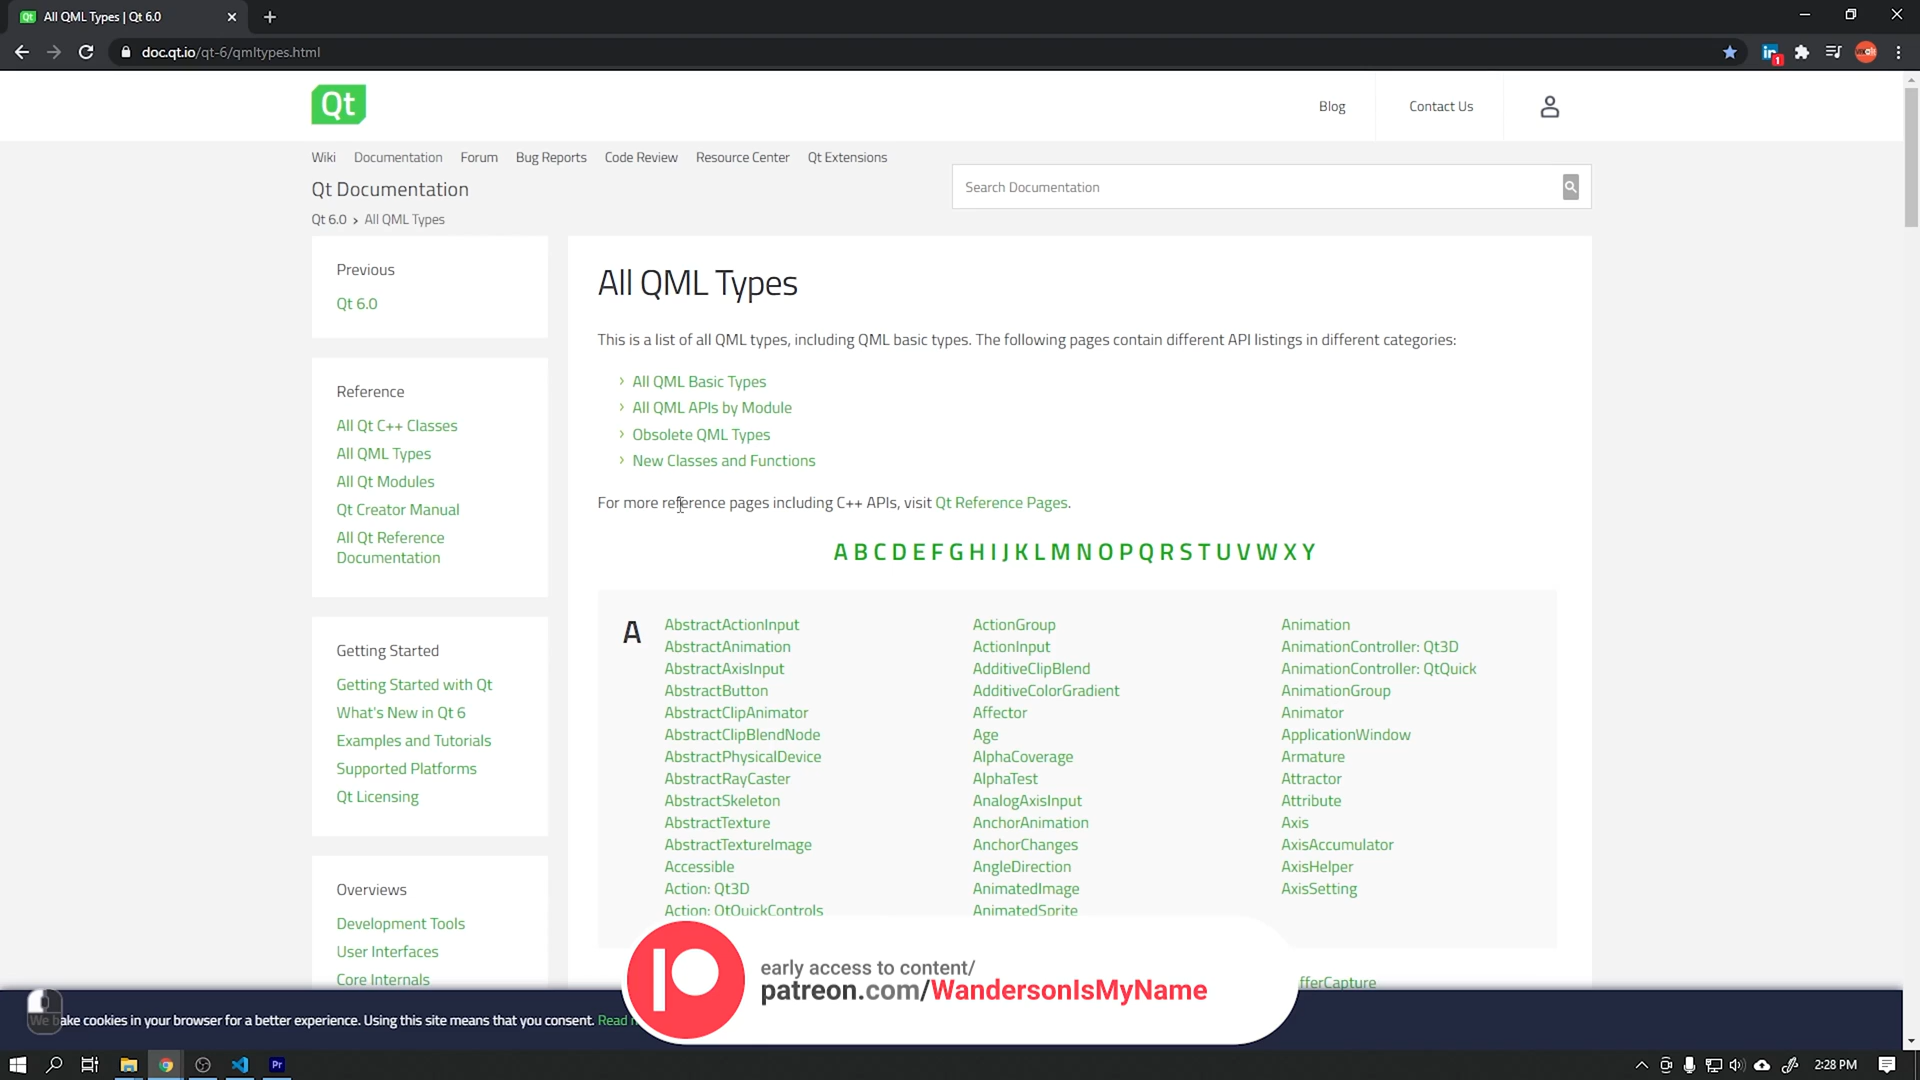 All QML Types | Qt 6.0
doc.qt.io/qt-6/qmltypes.html
Qt
Blog
Contact Us
Wiki
Documentation
Forum
Bug Reports
Code Review
Resource Center
Qt Extensions
Qt Documentation
Search Documentation
Qt 6.0 › All QML Types
Previous
Qt 6.0
Reference
All Qt C++ Classes
All QML Types
All Qt Modules
Qt Creator Manual
All Qt Reference
Documentation
Getting Started
Getting Started with Qt
What's New in Qt 6
Examples and Tutorials
Supported Platforms
Qt Licensing
Overviews
Development Tools
User Interfaces
Core Internals
All QML Types
This is a list of all QML types, including QML basic types. The following pages contain different API listings in different categories:
All QML Basic Types
All QML APIs by Module
Obsolete QML Types
New Classes and Functions
For more reference pages including C++ APIs, visit Qt Reference Pages.
A B C D E F G H I J K L M N O P Q R S T U V W X Y
A
AbstractActionInput
AbstractAnimation
AbstractAxisInput
AbstractButton
AbstractClipAnimator
AbstractClipBlendNode
AbstractPhysicalDevice
AbstractRayCaster
AbstractSkeleton
AbstractTexture
AbstractTextureImage
Accessible
Action: Qt3D
Action: QtQuickControls
ActionGroup
ActionInput
AdditiveClipBlend
AdditiveColorGradient
Affector
Age
AlphaCoverage
AlphaTest
AnalogAxisInput
AnchorAnimation
AnchorChanges
AngleDirection
AnimatedImage
AnimatedSprite
Animation
AnimationController: Qt3D
AnimationController: QtQuick
AnimationGroup
Animator
ApplicationWindow
Armature
Attractor
Attribute
Axis
AxisAccumulator
AxisHelper
AxisSetting
fferCapture
early access to content/
patreon.com/WandersonIsMyName
We bake cookies in your browser for a better experience. Using this site means that you consent. Read
Pr
2:28 PM